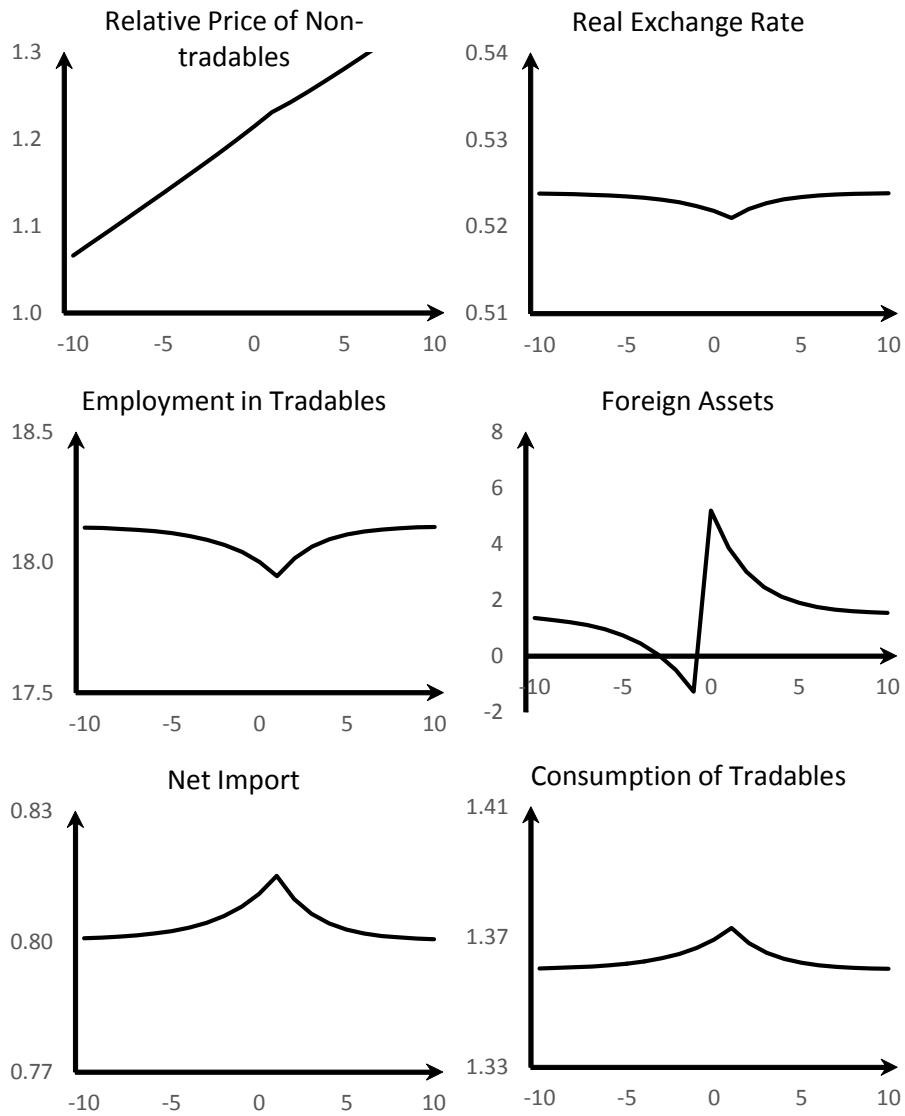 Relative Price of Non-
tradables
1.3
1.2
1.1
1.0
-10 -5 0 5 10
Real Exchange Rate
0.54
0.53
0.52
0.51
-10 -5 0 5 10
Employment in Tradables
18.5
18.0
17.5
-10 -5 0 5 10
Foreign Assets
8
6
4
2
0
-2
-10 -5 0 5 10
Net Import
0.83
0.80
0.77
-10 -5 0 5 10
Consumption of Tradables
1.41
1.37
1.33
-10 -5 0 5 10